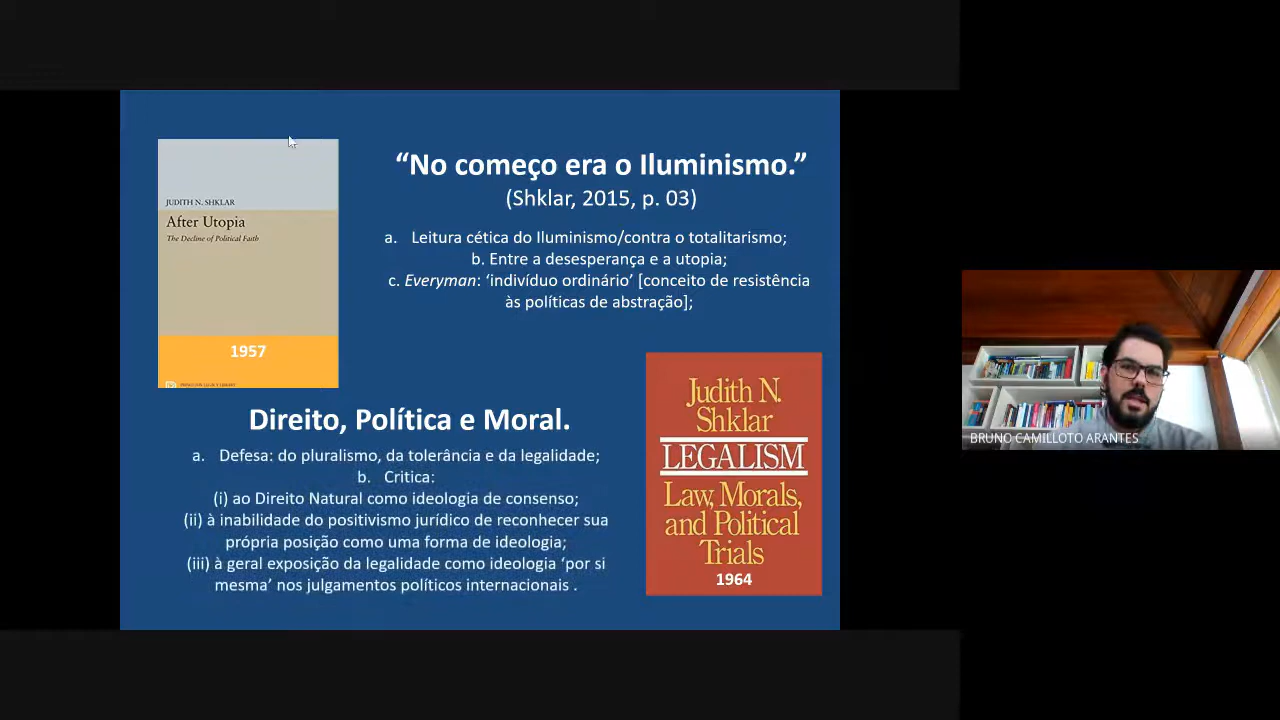 “No começo era o Iluminismo.”
(Shklar, 2015, p. 03)
a. Leitura cética do Iluminismo/contra o totalitarismo;
b. Entre a desesperança e a utopia;
c. Everyman: ‘indivíduo ordinário’ [conceito de resistência
às políticas de abstração];
JUDITH N. SHKLAR
After Utopia
The Decline of Political Faith
1957
Direito, Política e Moral.
a. Defesa: do pluralismo, da tolerância e da legalidade;
b. Critica:
(i) ao Direito Natural como ideologia de consenso;
(ii) à inabilidade do positivismo jurídico de reconhecer sua
própria posição como uma forma de ideologia;
(iii) à geral exposição da legalidade como ideologia ‘por si
mesma’ nos julgamentos políticos internacionais .
Judith N.
Shklar
LEGALISM
Law, Morals,
and Political
Trials
1964
BRUNO CAMILLOTO ARANTES